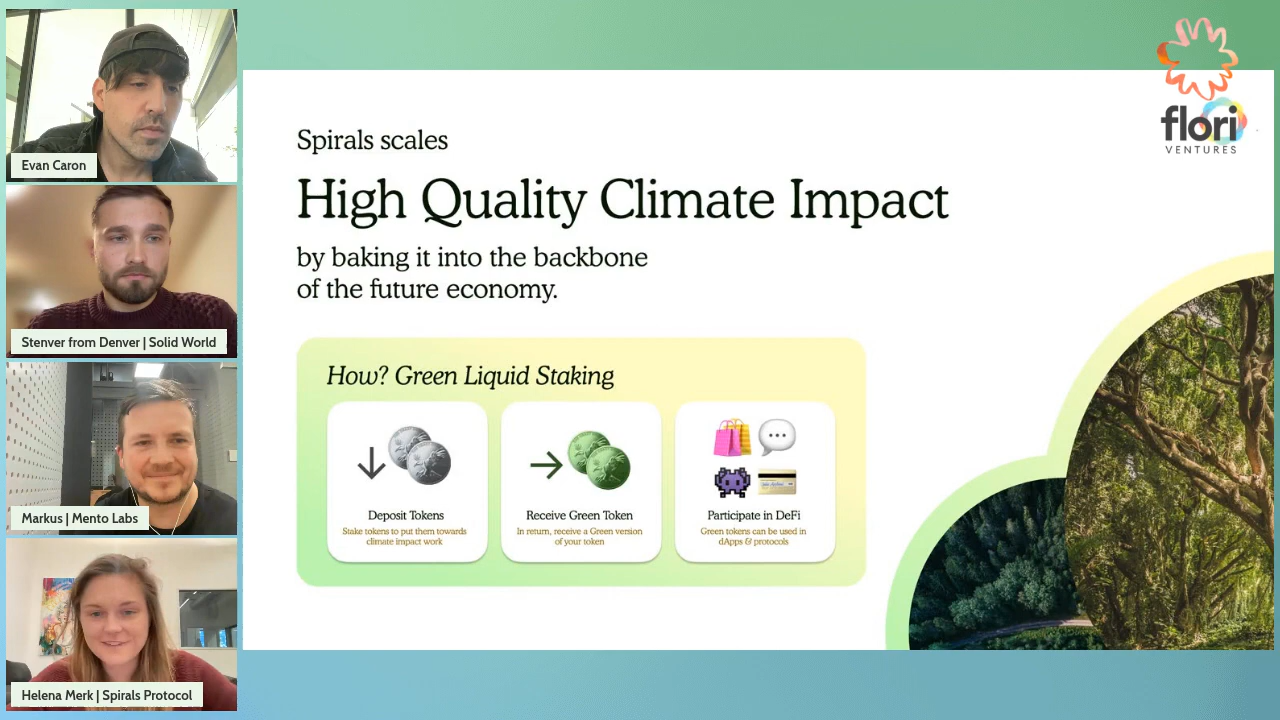 Evan Caron
Stenver from Denver | Solid World
Markus | Mento Labs
Helena Merk | Spirals Protocol
flori
VENTURES
Spirals scales
High Quality Climate Impact
by baking it into the backbone
of the future economy.
How? Green Liquid Staking
Deposit Tokens
Stake tokens to put them towards
climate impact work
Receive Green Token
In return, receive a Green version
of your token
Participate in DeFi
Green tokens can be used in
dApps & protocols